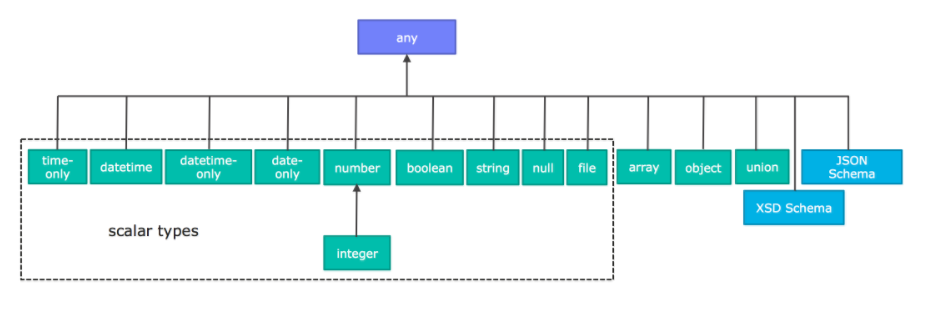 any
time-
only
datetime
datetime-
only
date-
only
number
boolean
string
null
file
array
object
union
JSON
Schema
XSD Schema
scalar types
integer